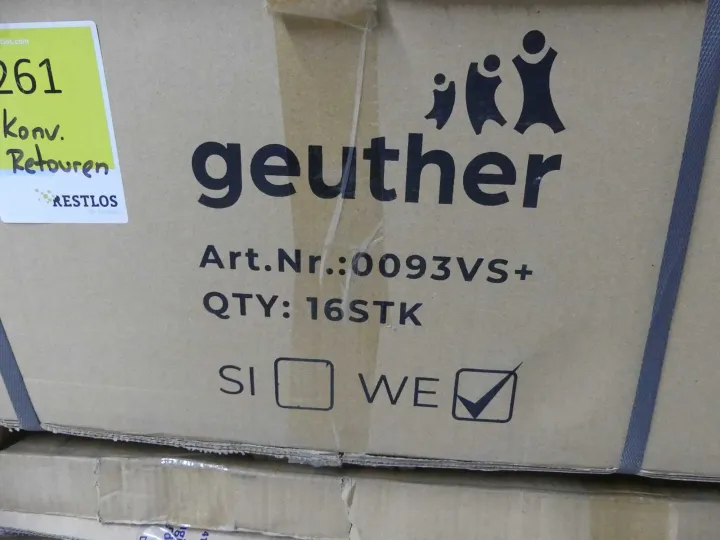 261
Konv.
Retouren
RESTLOS
geuther
Art.Nr.:0093VS+
QTY: 16STK
SI WE